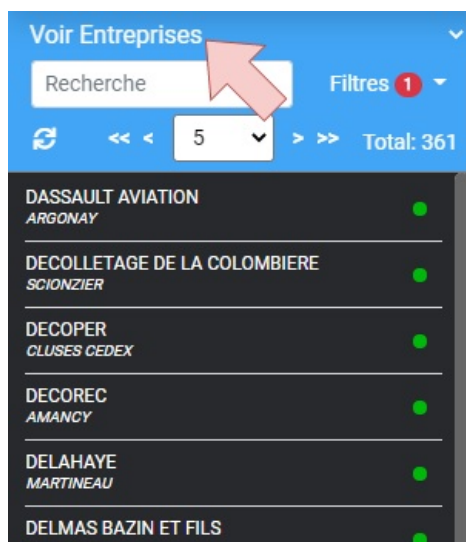 Voir Entreprises
Recherche
Filtres 1
<< < 5 > >> Total: 361
DASSAULT AVIATION
ARGONAY
DECOLLETAGE DE LA COLOMBIERE
SCIONZIER
DECOPER
CLUSES CEDEX
DECOREC
AMANCY
DELAHAYE
MARTINEAU
DELMAS BAZIN ET FILS